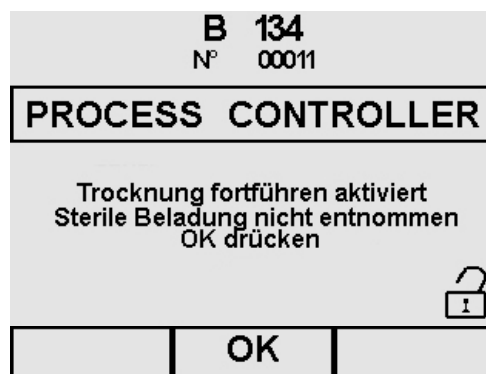 B 134
N° 00011
PROCESS CONTROLLER
Trocknung fortführen aktiviert
Sterile Beladung nicht entnommen
OK drücken
OK